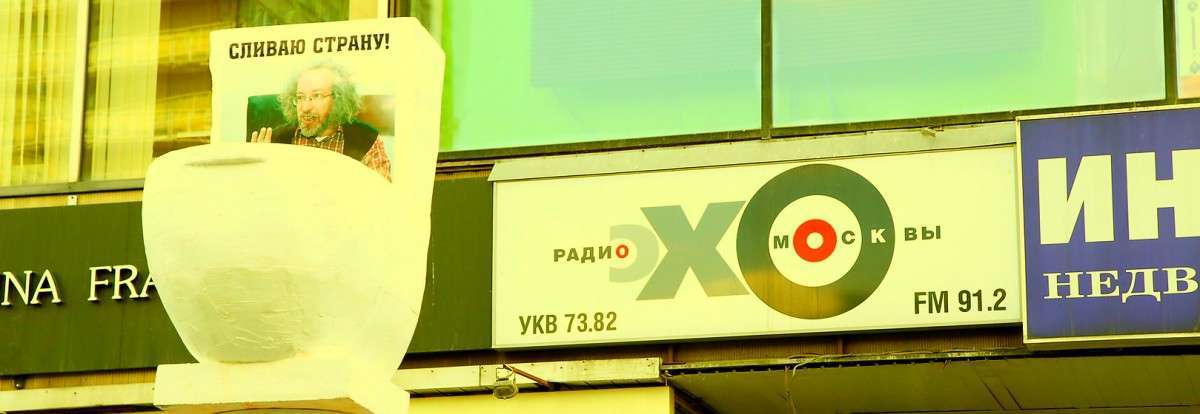 СЛИВАЮ СТРАНУ!
NA FRA
РАДИО ЭХО МОСКВЫ
УКВ 73.82
FM 91.2
ИН
НЕДВ